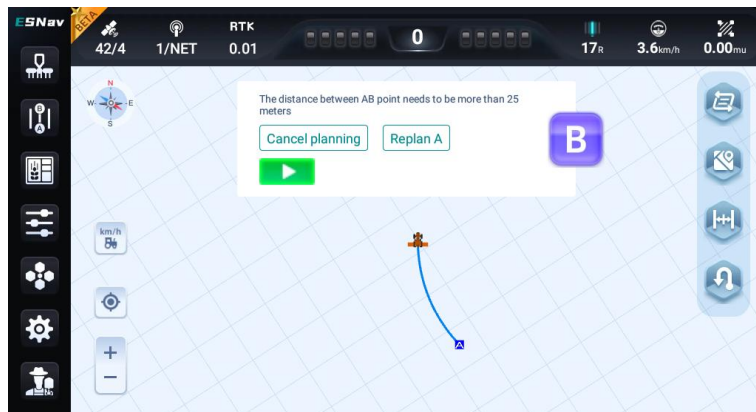 ESNav
BETA
42/4
1/NET
RTK
0.01
0
17R
3.6km/h
0.00mu
N
W
E
S
The distance between AB point needs to be more than 25
meters
Cancel planning
Replan A
B
B
A
km/h
A
+
−